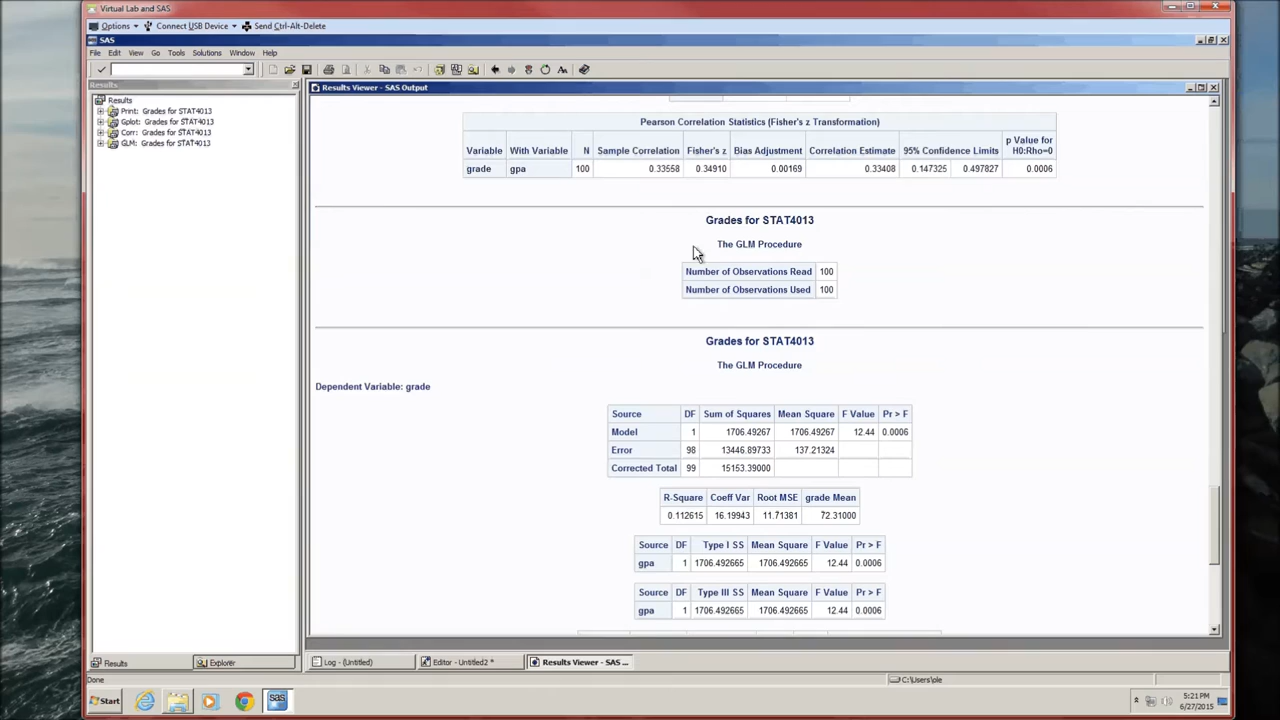 Virtual Lab and SAS
Options Connect USB Device Send Ctrl-Alt-Delete
SAS
File Edit View Go Tools Solutions Window Help
Results
Results Viewer - SAS Output
Results
Print: Grades for STAT4013
Gplot: Grades for STAT4013
Corr: Grades for STAT4013
GLM: Grades for STAT4013
Pearson Correlation Statistics (Fisher's z Transformation)
Variable With Variable N Sample Correlation Fisher's z Bias Adjustment Correlation Estimate 95% Confidence Limits p Value for H0:Rho=0
grade gpa 100 0.33558 0.34910 0.00169 0.33408 0.147325 0.497827 0.0006
Grades for STAT4013
The GLM Procedure
Number of Observations Read 100
Number of Observations Used 100
Grades for STAT4013
The GLM Procedure
Dependent Variable: grade
Source DF Sum of Squares Mean Square F Value Pr > F
Model 1 1706.49267 1706.49267 12.44 0.0006
Error 98 13446.89733 137.21324
Corrected Total 99 15153.39000
R-Square Coeff Var Root MSE grade Mean
0.112615 16.19943 11.71381 72.31000
Source DF Type I SS Mean Square F Value Pr > F
gpa 1 1706.492665 1706.492665 12.44 0.0006
Source DF Type III SS Mean Square F Value Pr > F
gpa 1 1706.492665 1706.492665 12.44 0.0006
Results Explorer
Log - (Untitled) Editor - Untitled2 * Results Viewer - SAS ...
Done C:\Users\ple
Start sas
5:21 PM
6/27/2015